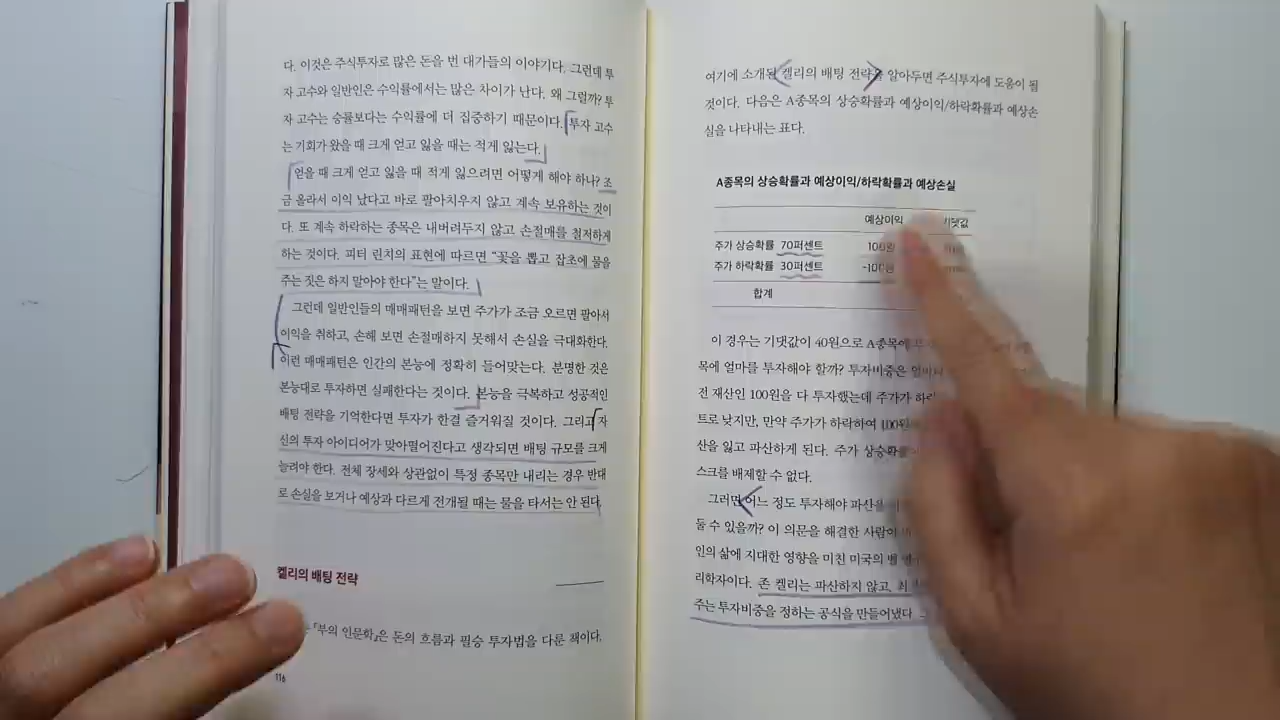 다. 이것은 주식투자로 많은 돈을 번 대가들의 이야기다. 그런데 투
자 고수와 일반인은 수익률에서는 많은 차이가 난다. 왜 그럴까? 투
자 고수는 승률보다는 수익률에 더 집중하기 때문이다. 투자 고수
는 기회가 왔을 때 크게 얻고 잃을 때는 적게 잃는다.
얻을 때 크게 얻고 잃을 때 적게 잃으려면 어떻게 해야 하나? 조
금 올라서 이익 났다고 바로 팔아치우지 않고 계속 보유하는 것이
다. 또 계속 하락하는 종목은 내버려두지 않고 손절매를 철저하게
하는 것이다. 피터 린치의 표현에 따르면 “꽃을 뽑고 잡초에 물을
주는 짓은 하지 말아야 한다”는 말이다.
그런데 일반인들의 매매패턴을 보면 주가가 조금 오르면 팔아서
이익을 취하고, 손해 보면 손절매하지 못해서 손실을 극대화한다.
이런 매매패턴은 인간의 본능에 정확히 들어맞는다. 분명한 것은
본능대로 투자하면 실패한다는 것이다. 본능을 극복하고 성공적인
배팅 전략을 기억한다면 투자가 한결 즐거워질 것이다. 그리고 자
신의 투자 아이디어가 맞아떨어진다고 생각되면 배팅 규모를 크게
늘려야 한다. 전체 장세와 상관없이 특정 종목만 내리는 경우 반대
로 손실을 보거나 예상과 다르게 전개될 때는 물을 타서는 안 된다.
켈리의 배팅 전략
『부의 인문학』은 돈의 흐름과 필승 투자법을 다룬 책이다.
116
여기에 소개된 켈리의 배팅 전략을 알아두면 주식투자에 도움이 될
것이다. 다음은 A종목의 상승확률과 예상이익/하락확률과 예상손
실을 나타내는 표다.
A종목의 상승확률과 예상이익/하락확률과 예상손실
예상이익 기댓값
주가 상승확률 70퍼센트 100원
주가 하락확률 30퍼센트 -100원
합계
이 경우는 기댓값이 40원으로 A종목에
목에 얼마를 투자해야 할까? 투자비중은
전 재산인 100원을 다 투자했는데 주가가
트로 낮지만, 만약 주가가 하락하여 100원
산을 잃고 파산하게 된다. 주가 상승확률이
스크를 배제할 수 없다.
그러면 어느 정도 투자해야 파산을
둘 수 있을까? 이 의문을 해결한 사람이
인의 삶에 지대한 영향을 미친 미국의 벨
리학자이다. 존 켈리는 파산하지 않고,
주는 투자비중을 정하는 공식을 만들어냈다.